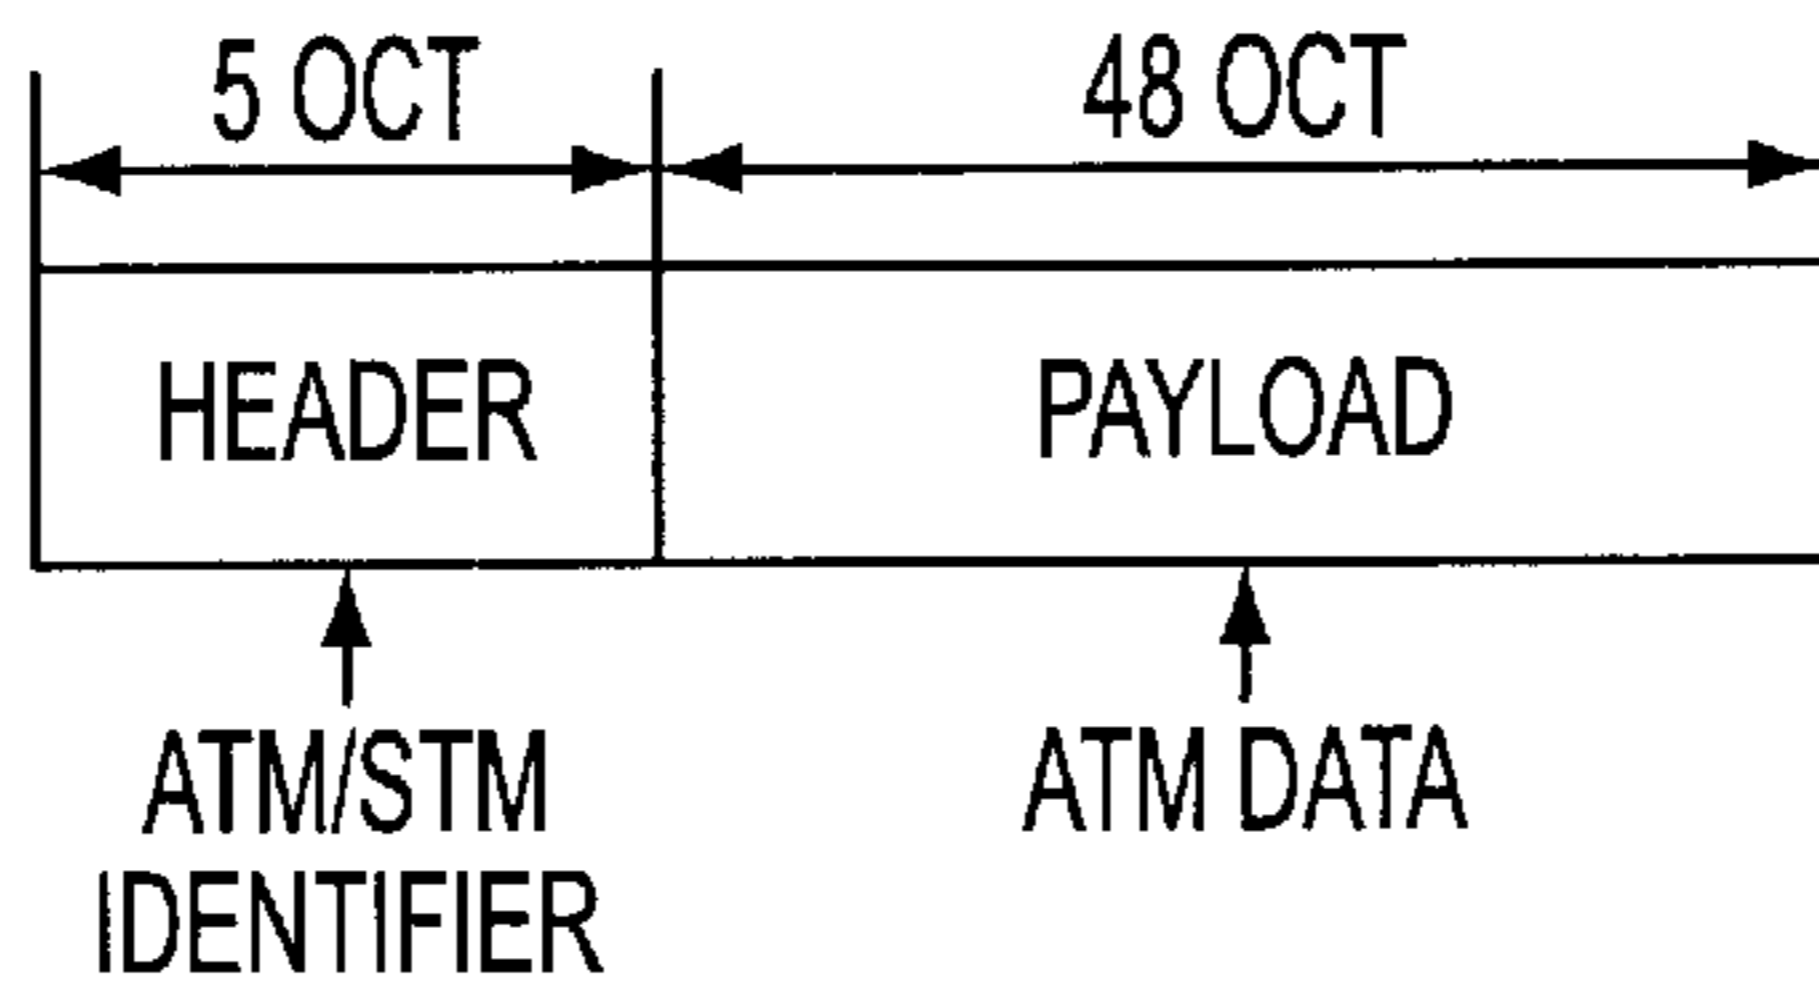 5 OCT
48 OCT
HEADER
PAYLOAD
ATM/STM
IDENTIFIER
ATM DATA